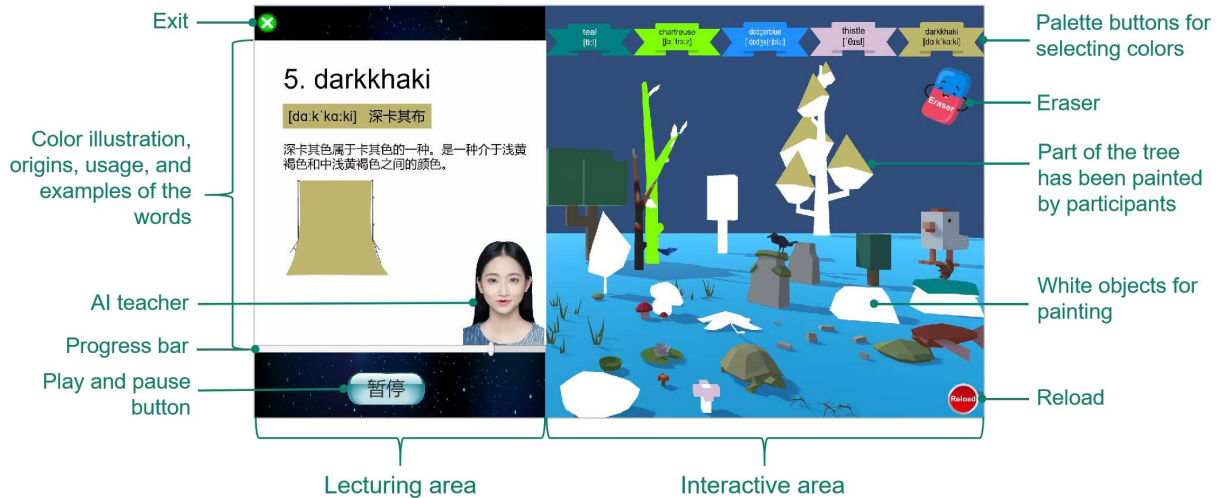 Exit
Color illustration,
origins, usage, and
examples of the
words
AI teacher
Progress bar
Play and pause
button
5. darkkhaki
[dɑːkˈkɑːki] 深卡其布
深卡其色属于卡其色的一种。是一种介于浅黄
褐色和中浅黄褐色之间的颜色。
暂停
Lecturing area
teal
[tiːl]
chartreuse
[ʃɑːˈtrɜːz]
dodgerblue
thistle
[ˈθɪsl]
darkkhaki
[dɑːkˈkɑːki]
Eraser
Reload
Interactive area
Palette buttons for
selecting colors
Eraser
Part of the tree
has been painted
by participants
White objects for
painting
Reload